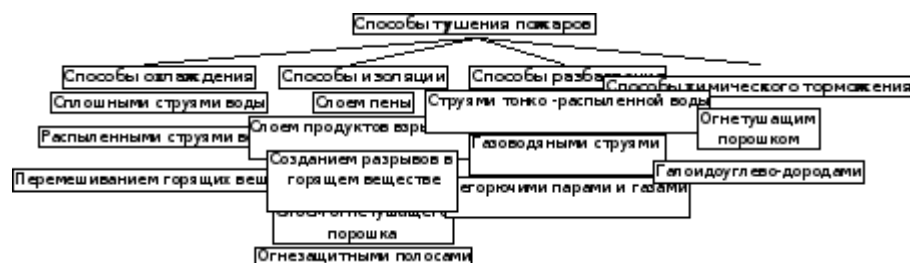 Способы тушения пожаров
Способы охлаждения
Способы изоляции
Способы
Способы химического торможения
Сплошными струями воды
Слоем пены
Струями тонко -распыленной воды
Огнетушащим
порошком
Слоем продуктов
Распыленными струями
Газоводяными струями
Созданием разрывов в
горящем веществе
Галоидоуглево-дородами
Перемешиванием горящих
парами и газами
огнетушащего
порошка
Огнезащитными полосами